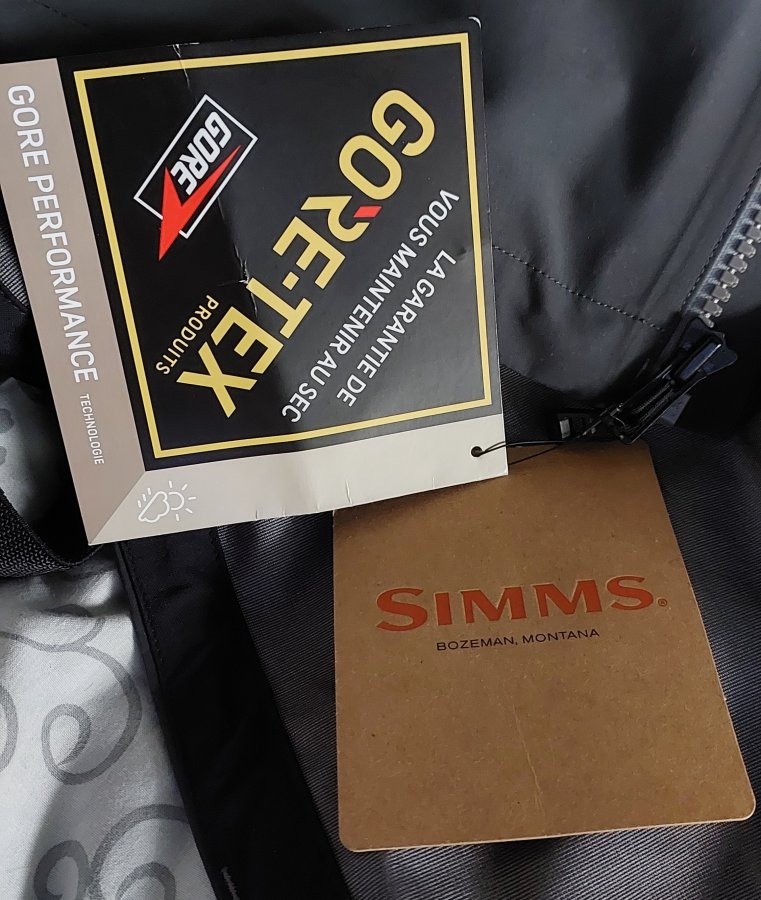 GORE PERFORMANCE
TECHNOLOGIE
GORE
GORE-TEX
PRODUITS
LA GARANTIE DE
VOUS MAINTENIR AU SEC
SIMMS®
BOZEMAN, MONTANA